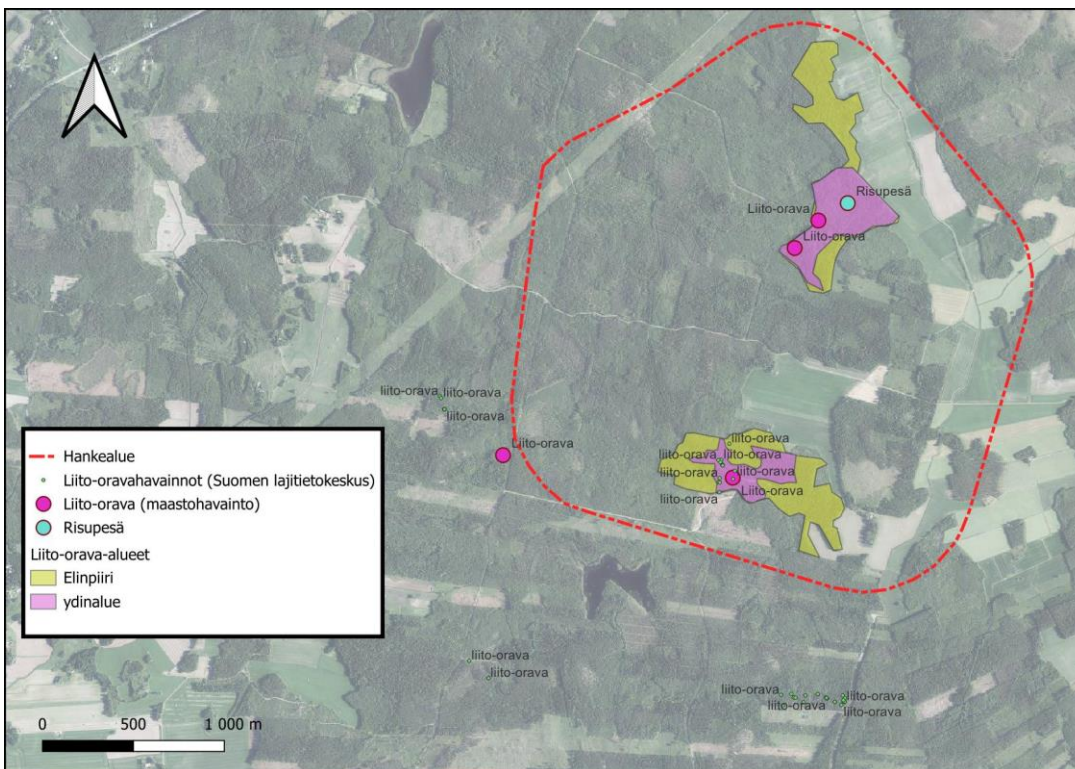 Risupesä
Liito-orava
Liito-orava
liito-orava
liito-orava
liito-orava
Liito-orava
liito-orava
liito-orava
liito-orava
liito-orava
liito-orava
Liito-orava
liito-orava
Hankealue
Liito-oravahavainnot (Suomen lajitietokeskus)
Liito-orava (maastohavainto)
Risupesä
Liito-orava-alueet
Elinpiiri
ydinalue
liito-orava
liito-orava
liito-orava
liito-orava
liito-orava
liito-orava
0 500 1 000 m